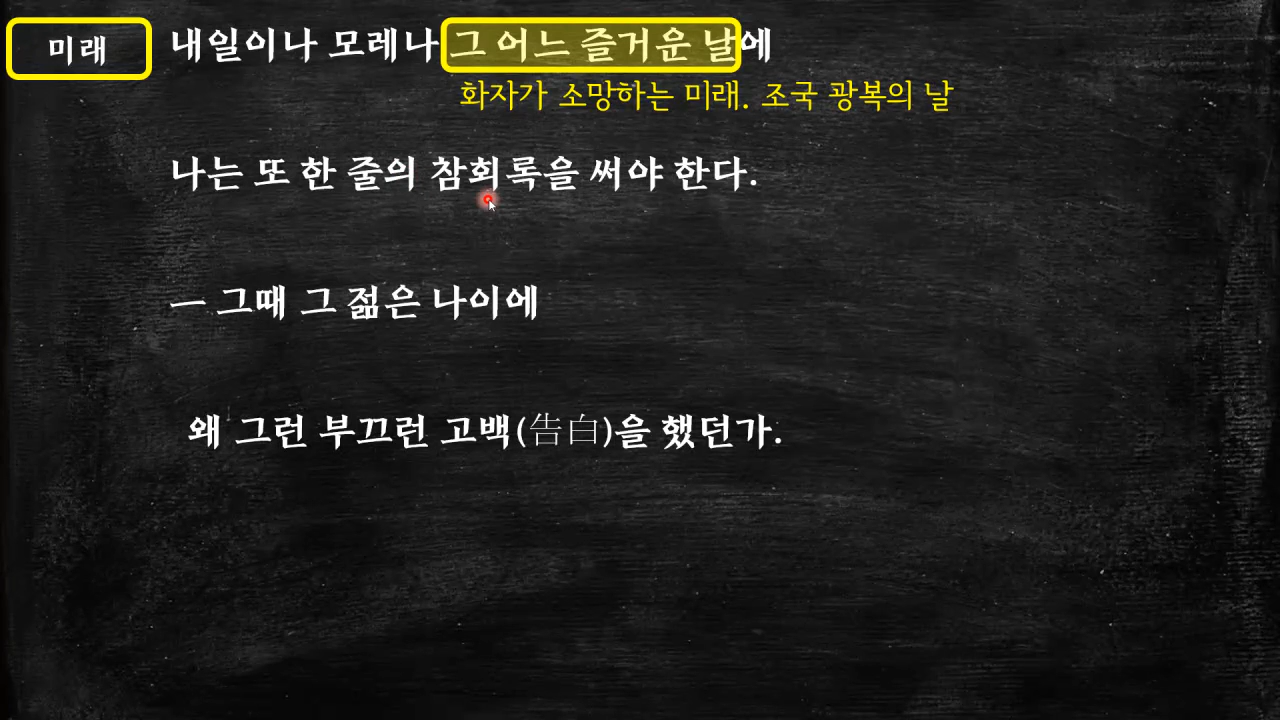 미래
내일이나 모레나 그 어느 즐거운 날에
화자가 소망하는 미래. 조국 광복의 날
나는 또 한 줄의 참회록을 써야 한다.
― 그때 그 젊은 나이에
왜 그런 부끄런 고백(告白)을 했던가.